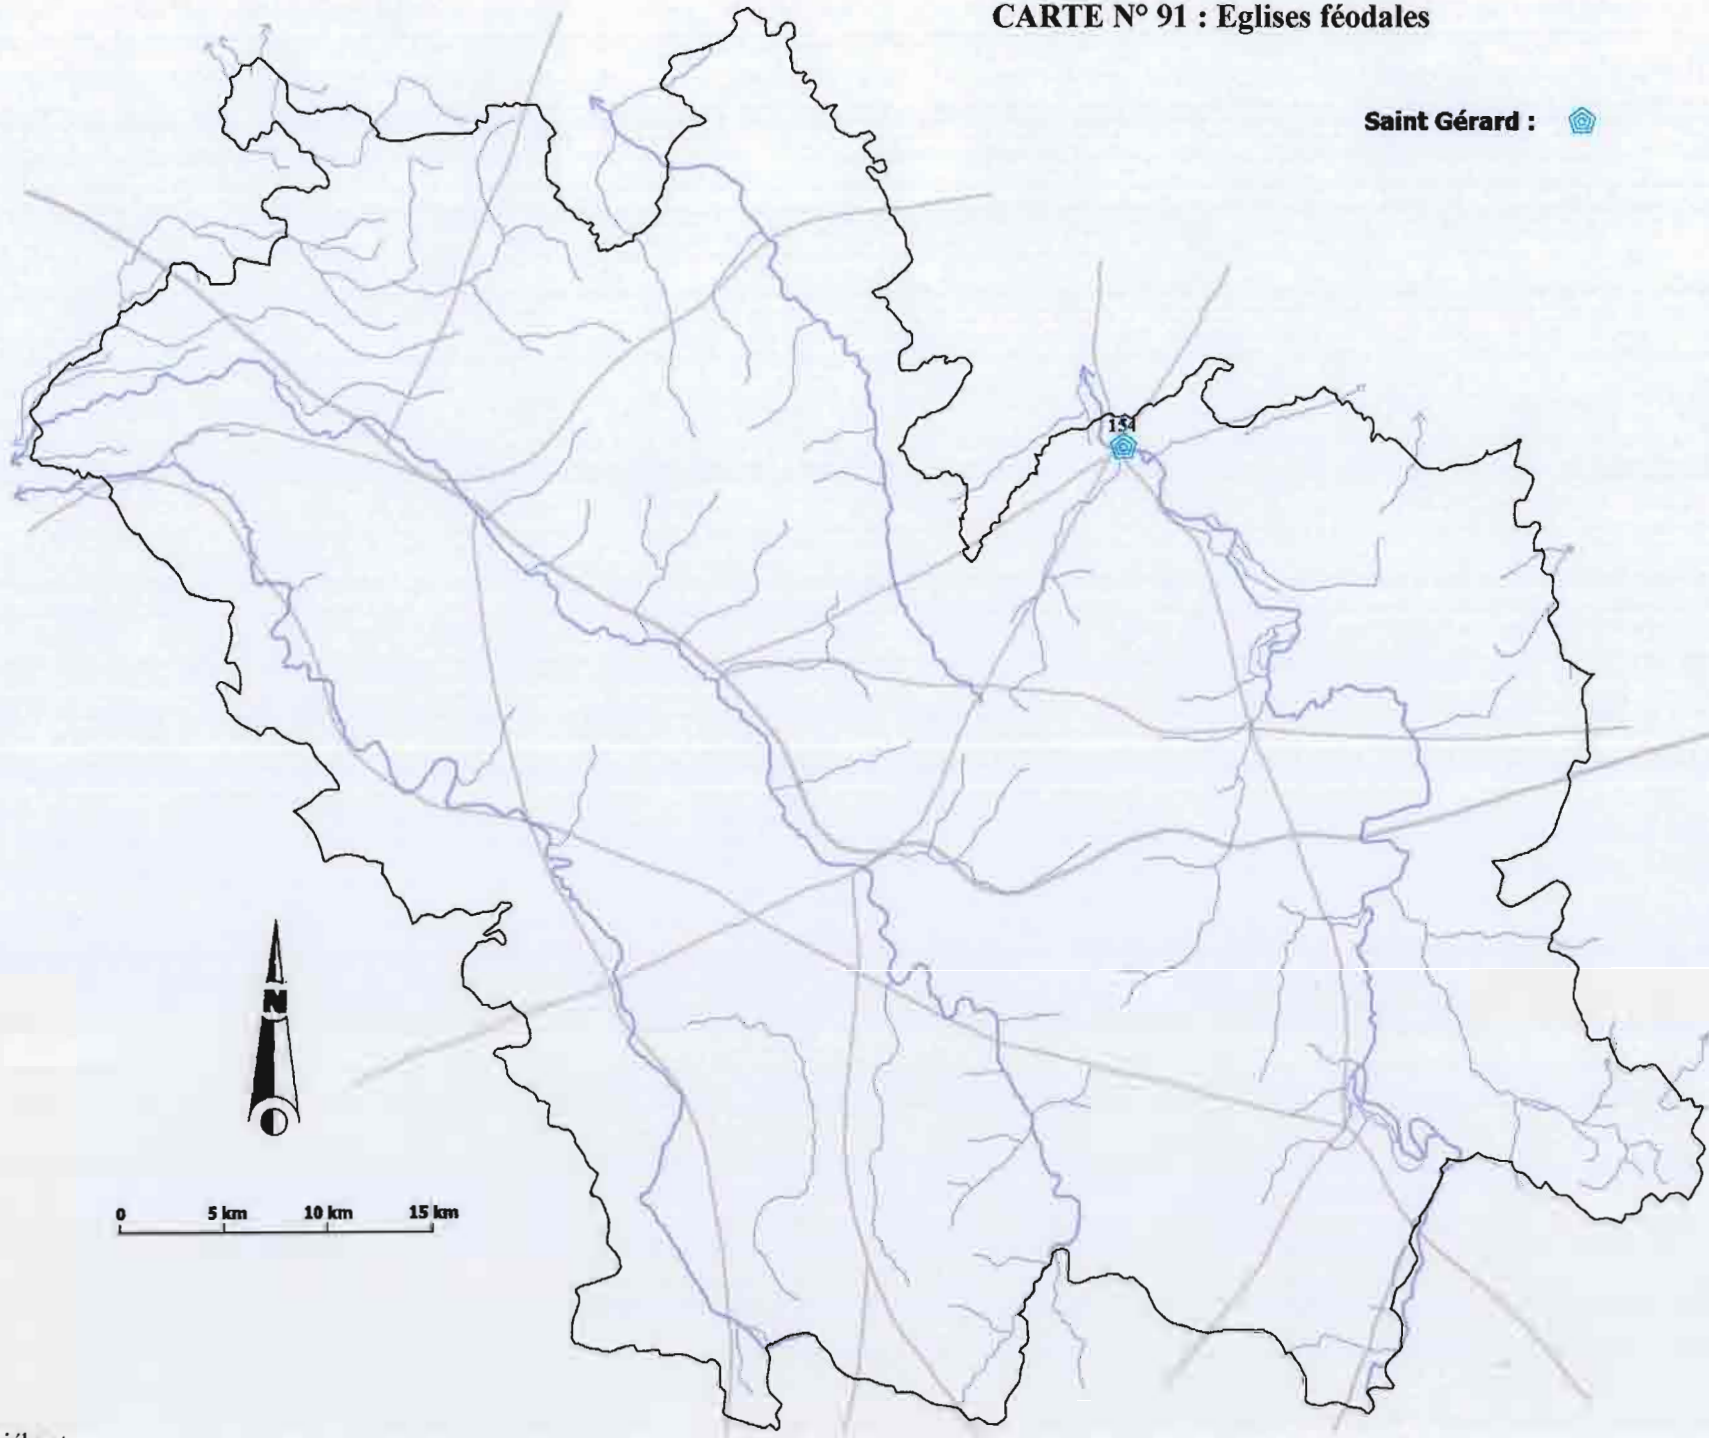 CARTE N° 91 : Eglises féodales
Saint Gérard :
154
N
0 5 km 10 km 15 km